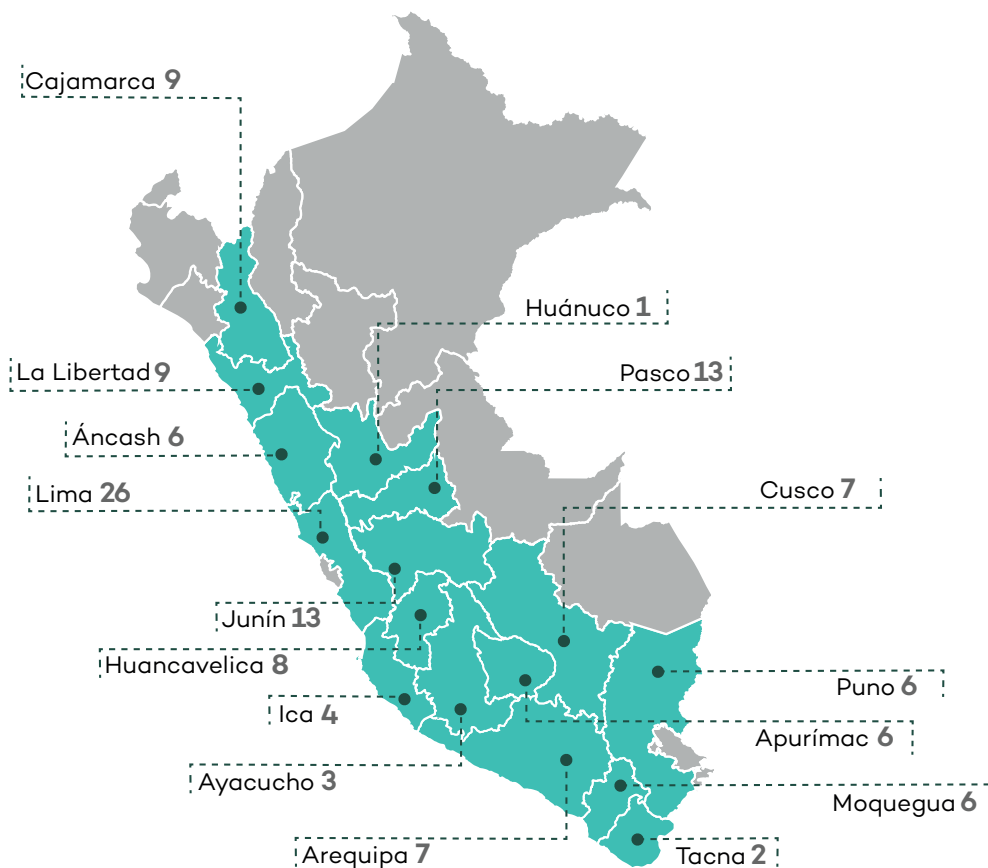 Cajamarca 9
Huánuco 1
La Libertad 9
Pasco 13
Áncash 6
Lima 26
Cusco 7
Junín 13
Huancavelica 8
Puno 6
Ica 4
Apurímac 6
Ayacucho 3
Moquegua 6
Arequipa 7
Tacna 2